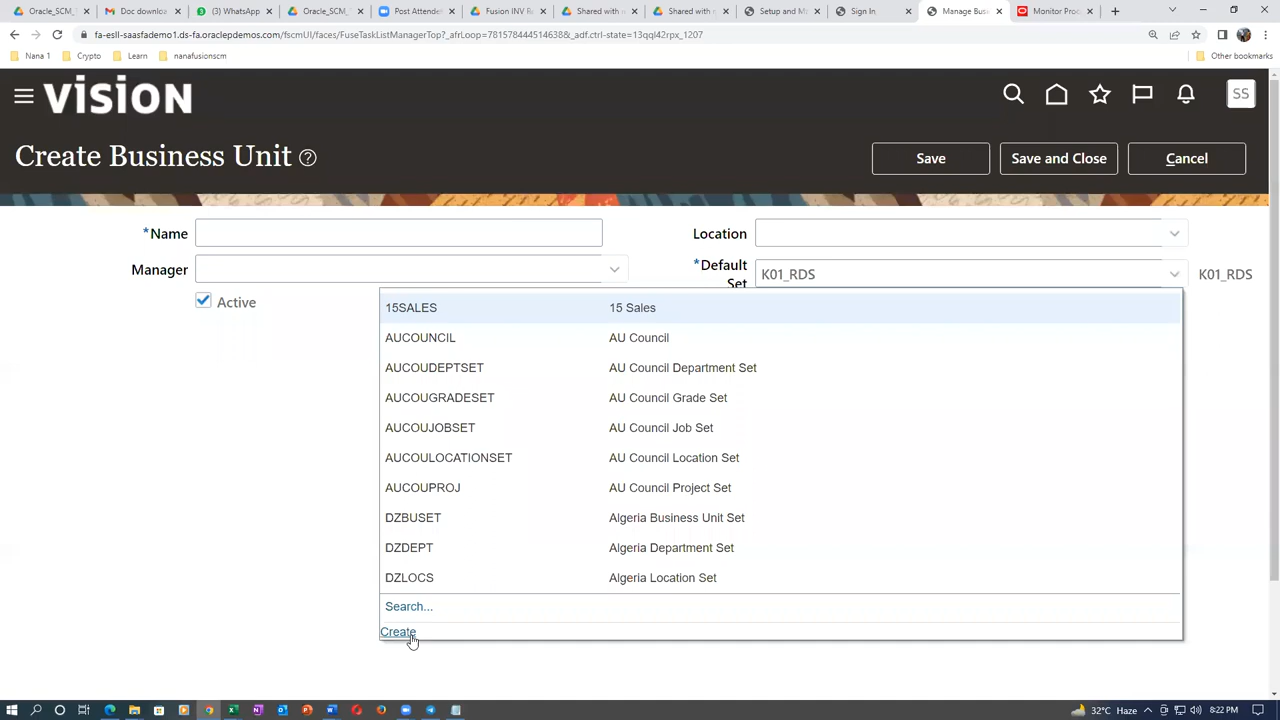 Oracle_SCM_
Doc downloa
(3) WhatsApp
Oracle_SCM_T
Post Attende
Fusion INV Re
Shared with
Shared with
Setup and Ma
Sign In
Manage Busi
Monitor Proc
fa-esll-saasfademo1.ds-fa.oraclepdemos.com/fscmUI/faces/FuseTaskListManagerTop?_afrLoop=7815784445514638&_adf.ctrl-state=13qql42rpx_1207
Nana 1
Crypto
Learn
nanafusionscm
Other bookmarks
VISION
SS
Create Business Unit
Save
Save and Close
Cancel
*Name
Location
Manager
*Default Set
K01_RDS
K01_RDS
Active
15SALES 15 Sales
AUCOUNCIL AU Council
AUCOUDEPTSET AU Council Department Set
AUCOUGRADESET AU Council Grade Set
AUCOUJOBSET AU Council Job Set
AUCOULOCATIONSET AU Council Location Set
AUCOUPROJ AU Council Project Set
DZBUSET Algeria Business Unit Set
DZDEPT Algeria Department Set
DZLOCS Algeria Location Set
Search...
Create
32°C Haze
8:22 PM